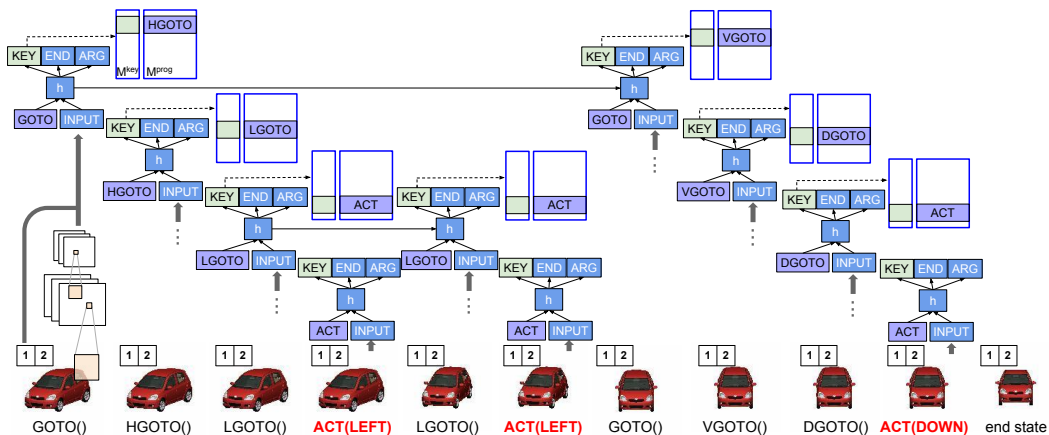 HGOTO
KEY END ARG
M^key M^prog
h
GOTO INPUT
VGOTO
KEY END ARG
h
GOTO INPUT
LGOTO
KEY END ARG
h
HGOTO INPUT
DGOTO
KEY END ARG
h
VGOTO INPUT
ACT
KEY END ARG
h
LGOTO INPUT
ACT
KEY END ARG
h
LGOTO INPUT
ACT
KEY END ARG
h
DGOTO INPUT
KEY END ARG
h
ACT INPUT
KEY END ARG
h
ACT INPUT
KEY END ARG
h
ACT INPUT
1 2 1 2 1 2 1 2 1 2 1 2 1 2 1 2 1 2 1 2 1 2
GOTO() HGOTO() LGOTO() ACT(LEFT) LGOTO() ACT(LEFT) GOTO() VGOTO() DGOTO() ACT(DOWN) end state